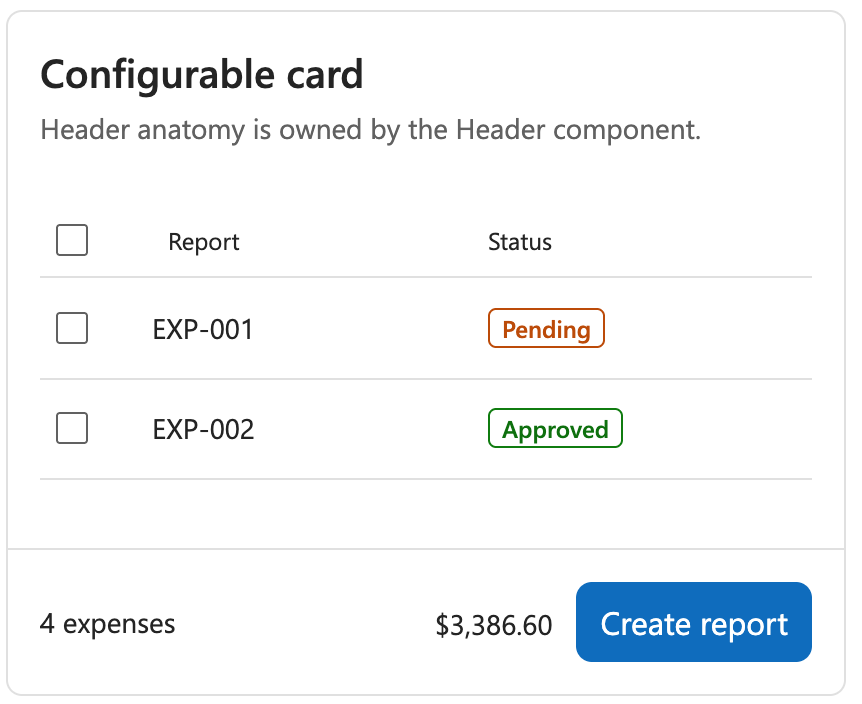 Configurable card
Header anatomy is owned by the Header component.
Report Status
EXP-001 Pending
EXP-002 Approved
4 expenses $3,386.60 Create report